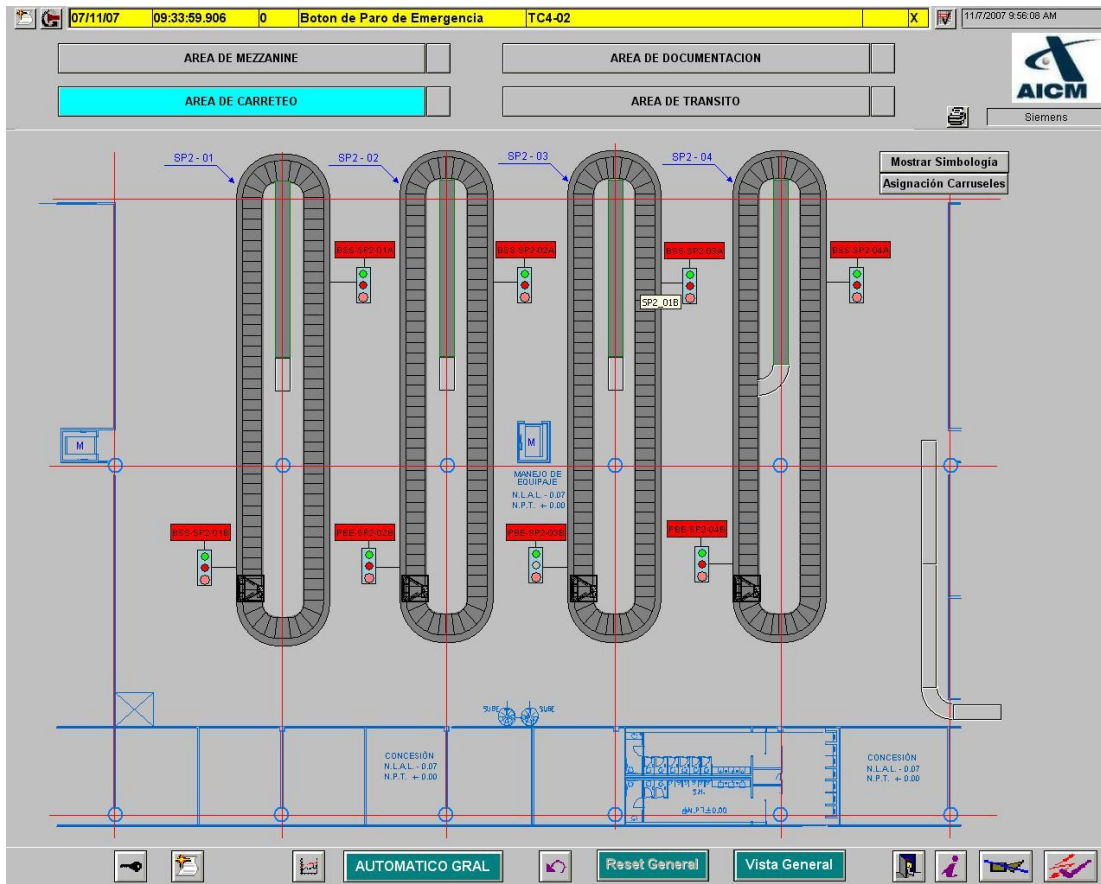 07/11/07 09:33:59.906 0 Boton de Paro de Emergencia TC4-02 X 11/7/2007 9:56:08 AM
AREA DE MEZZANINE AREA DE DOCUMENTACION
AREA DE CARRETEO AREA DE TRANSITO
AICM
Siemens
SP2 - 01 SP2 - 02 SP2 - 03 SP2 - 04
Mostrar Simbología
Asignación Carruseles
BSS-SP2-01A BSS-SP2-02A BSS-SP2-03A BSS-SP2-04A
SP2_01B
M M
MANEJO DE
EQUIPAJE
N.L.A.L. - 0.07
N.P.T. +- 0.00
BSS-SP2-01B PBE-SP2-02B PBE-SP2-03B PBE-SP2-04B
SUBE SUBE
CONCESIÓN
N.L.A.L. - 0.07
N.P.T. +- 0.00
CONCESIÓN
N.L.A.L. - 0.07
N.P.T. +- 0.00
AUTOMATICO GRAL Reset General Vista General